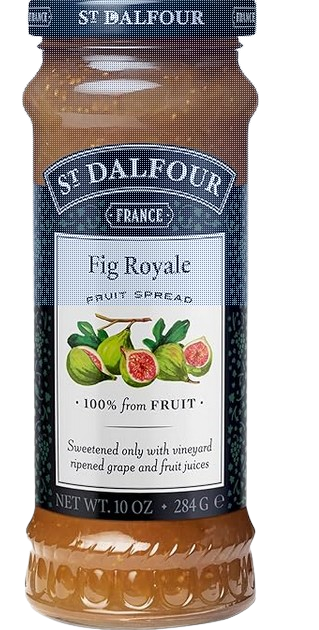 ST DALFOUR
FRANCE
ST DALFOUR
FRANCE
Fig Royale
FRUIT SPREAD
· 100% from FRUIT ·
Sweetened only with vineyard
ripened grape and fruit juices
NET WT. 10 OZ • 284 G ℮